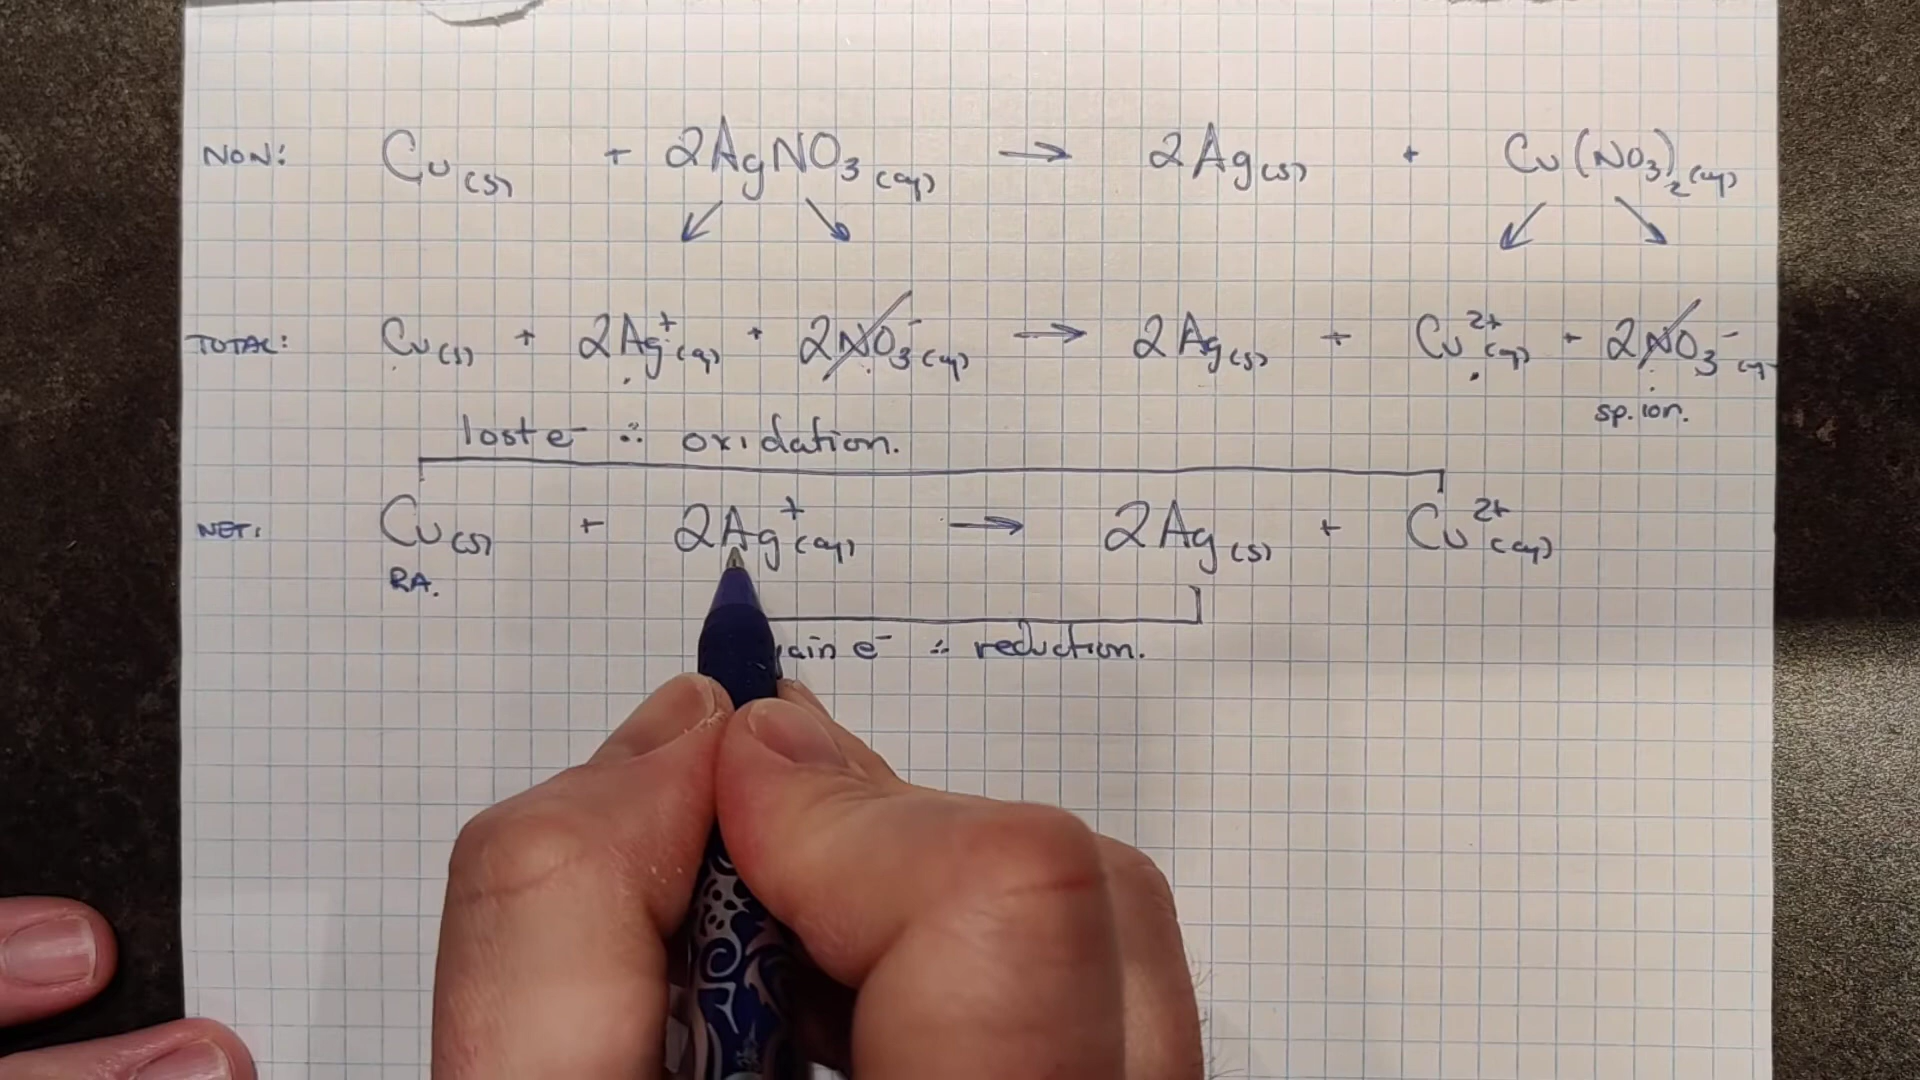 NON: Cu(s) + 2AgNO₃(aq) → 2Ag(s) + Cu(NO₃)₂(aq)
TOTAL: Cu(s) + 2Ag⁺(aq) + 2NO₃⁻(aq) → 2Ag(s) + Cu²⁺(aq) + 2NO₃⁻(aq
sp. ion.
lost e⁻ ∴ oxidation.
NET: Cu(s) + 2Ag⁺(aq) → 2Ag(s) + Cu²⁺(aq)
RA.
ain e⁻ ∴ reduction.